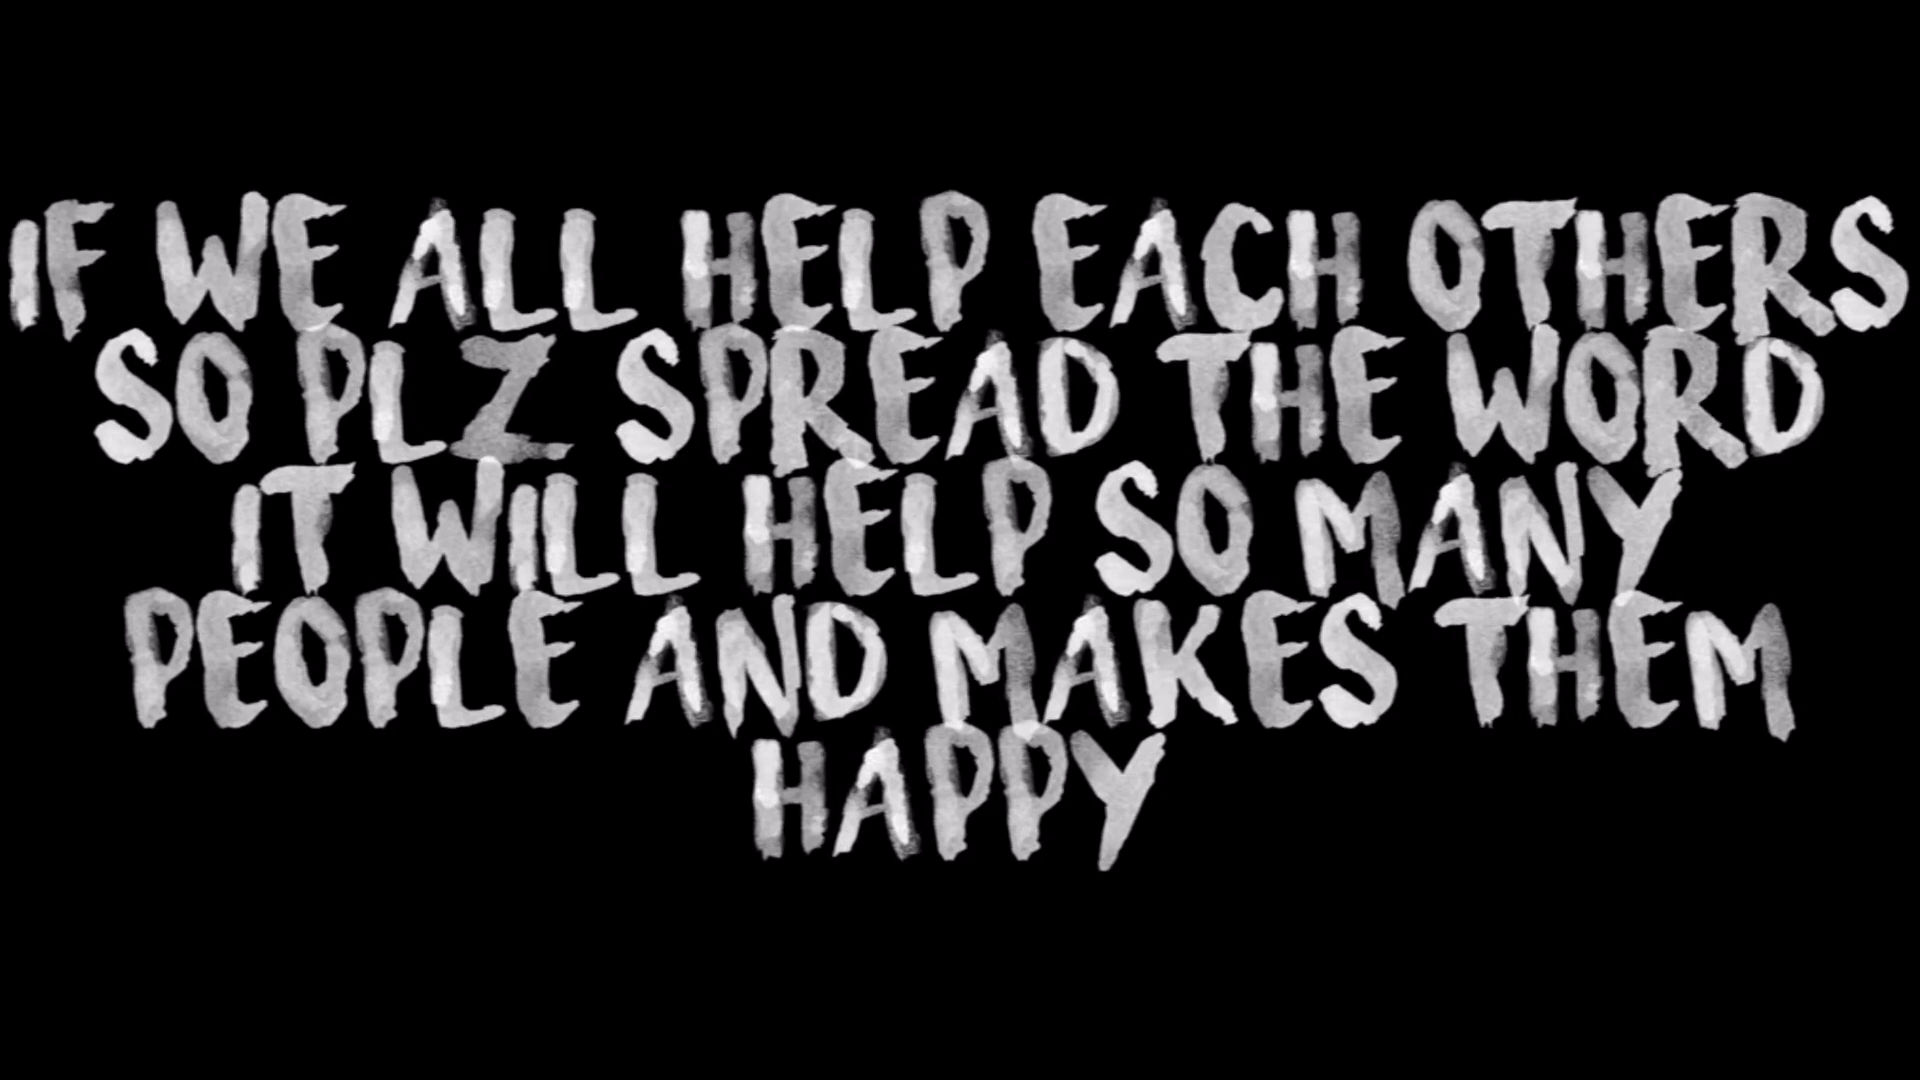 IF WE ALL HELP EACH OTHERS
SO PLZ SPREAD THE WORD
IT WILL HELP SO MANY
PEOPLE AND MAKES THEM
HAPPY